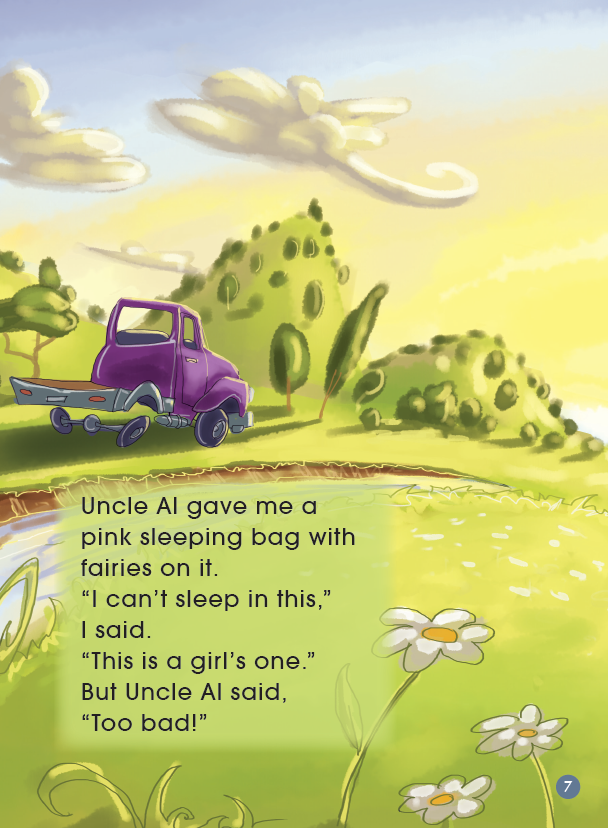 Uncle Al gave me a
pink sleeping bag with
fairies on it.
“I can’t sleep in this,”
I said.
“This is a girl’s one.”
But Uncle Al said,
“Too bad!”
7